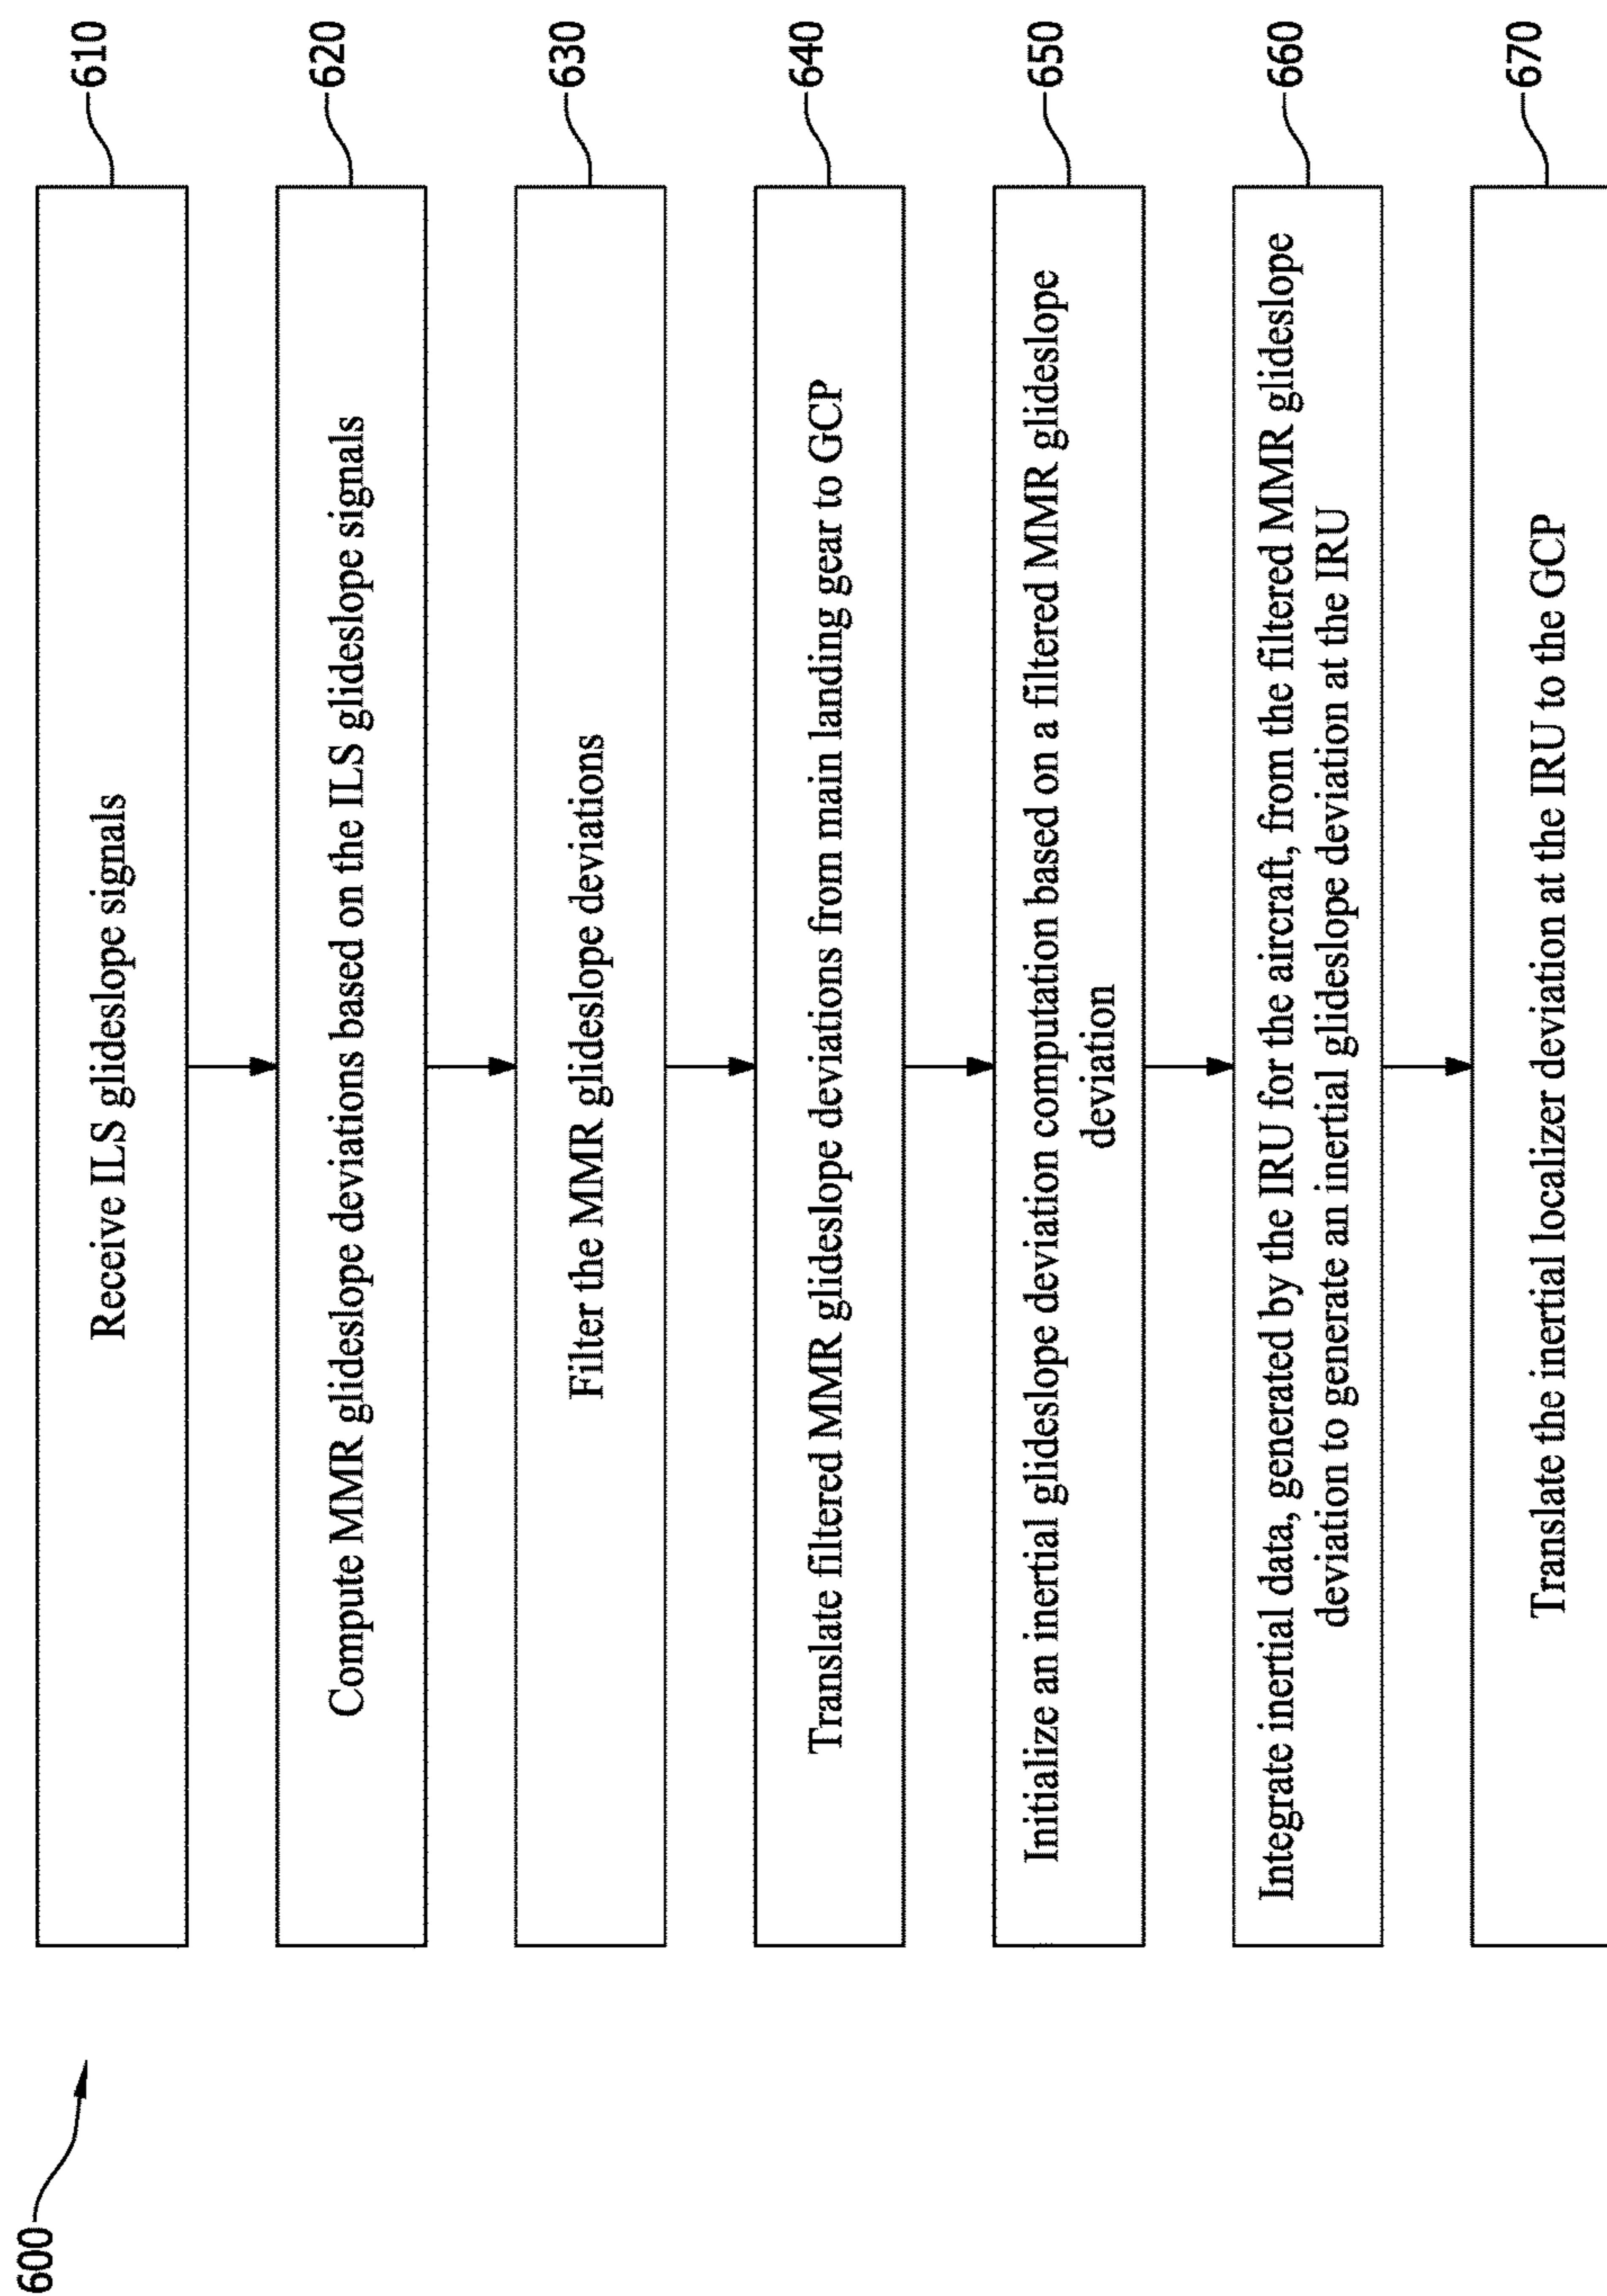 600
Receive ILS glideslope signals
610
Compute MMR glideslope deviations based on the ILS glideslope signals
620
Filter the MMR glideslope deviations
630
Translate filtered MMR glideslope deviations from main landing gear to GCP
640
Initialize an inertial glideslope deviation computation based on a filtered MMR glideslope
deviation
650
Integrate inertial data, generated by the IRU for the aircraft, from the filtered MMR glideslope
deviation to generate an inertial glideslope deviation at the IRU
660
Translate the inertial localizer deviation at the IRU to the GCP
670